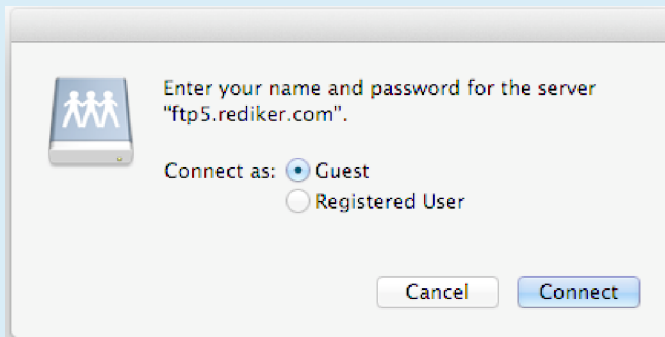 Enter your name and password for the server
"ftp5.rediker.com".
Connect as: Guest
Registered User
Cancel Connect